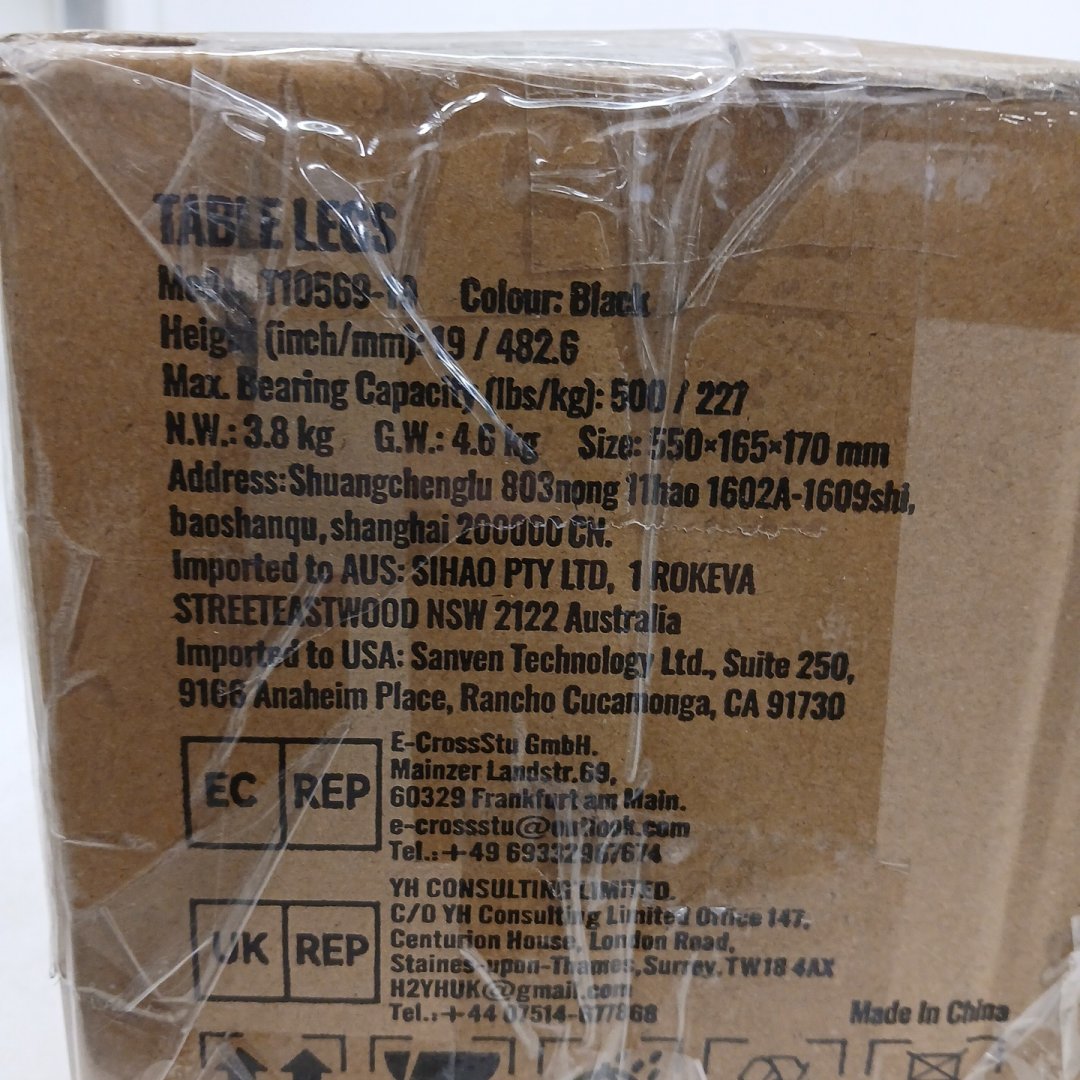 TABLE LEGS
Colour: Black
Height (inch/mm): 19 / 482.6
Max. Bearing Capacity (lbs/kg): 500 / 227
N.W.: 3.8 kg G.W.: 4.6 kg Size: 550×165×170 mm
Address:Shuangchenglu 803nong 11hao 1602A-1609shi,
baoshanqu, shanghai 200000 CN.
Imported to AUS: SIHAO PTY LTD, 1 ROKEVA
STREETEASTWOOD NSW 2122 Australia
Imported to USA: Sanven Technology Ltd., Suite 250,
9166 Anaheim Place, Rancho Cucamonga, CA 91730
EC REP
E-CrossStu GmbH.
Mainzer Landstr.69,
60329 Frankfurt am Main.
e-crossstu@outlook.com
Tel.:+49 69332967674
UK REP
YH CONSULTING LIMITED.
C/O YH Consulting Limited Office 147,
Centurion House, London Road,
Staines-upon-Thames, Surrey, TW18 4AX
H2YHUK@gmail.com
Tel.:+44 07514-677868
Made In China